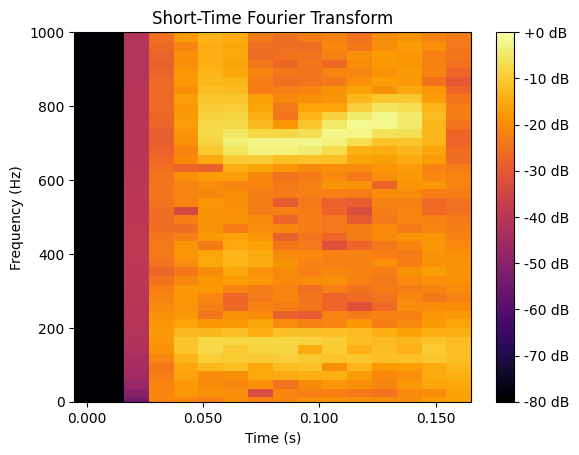 Short-Time Fourier Transform
1000
800
600
400
200
0
Frequency (Hz)
0.000
0.050
0.100
0.150
Time (s)
+0 dB
-10 dB
-20 dB
-30 dB
-40 dB
-50 dB
-60 dB
-70 dB
-80 dB